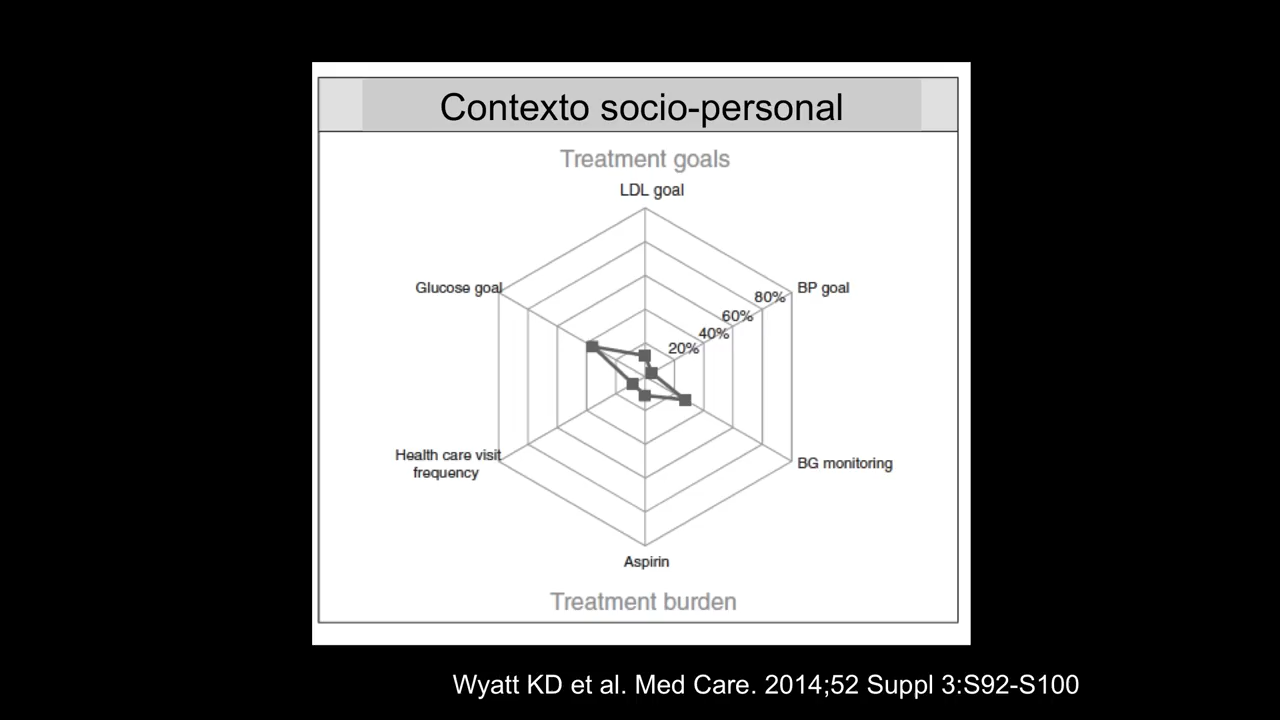 Contexto socio-personal
Treatment goals
LDL goal
Glucose goal
BP goal
80%
60%
40%
20%
Health care visit
frequency
BG monitoring
Aspirin
Treatment burden
Wyatt KD et al. Med Care. 2014;52 Suppl 3:S92-S100